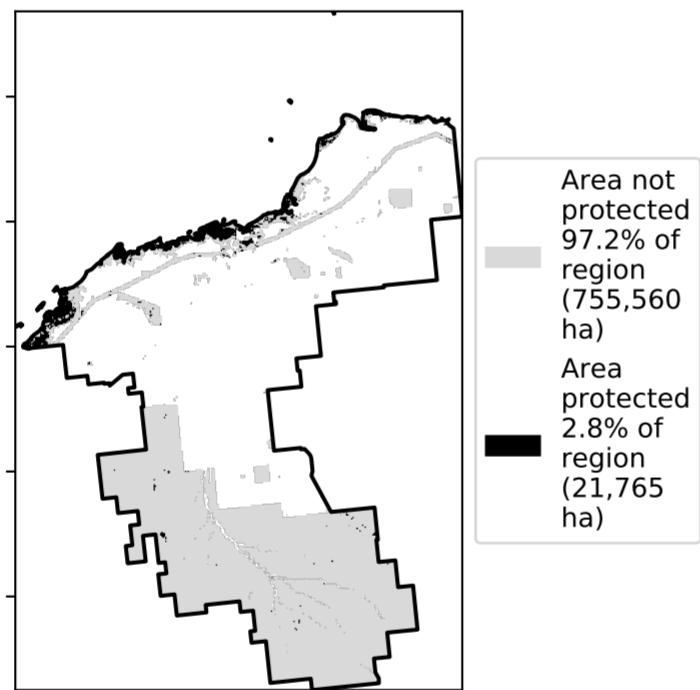 Area not
protected
97.2% of
region
(755,560
ha)
Area
protected
2.8% of
region
(21,765
ha)